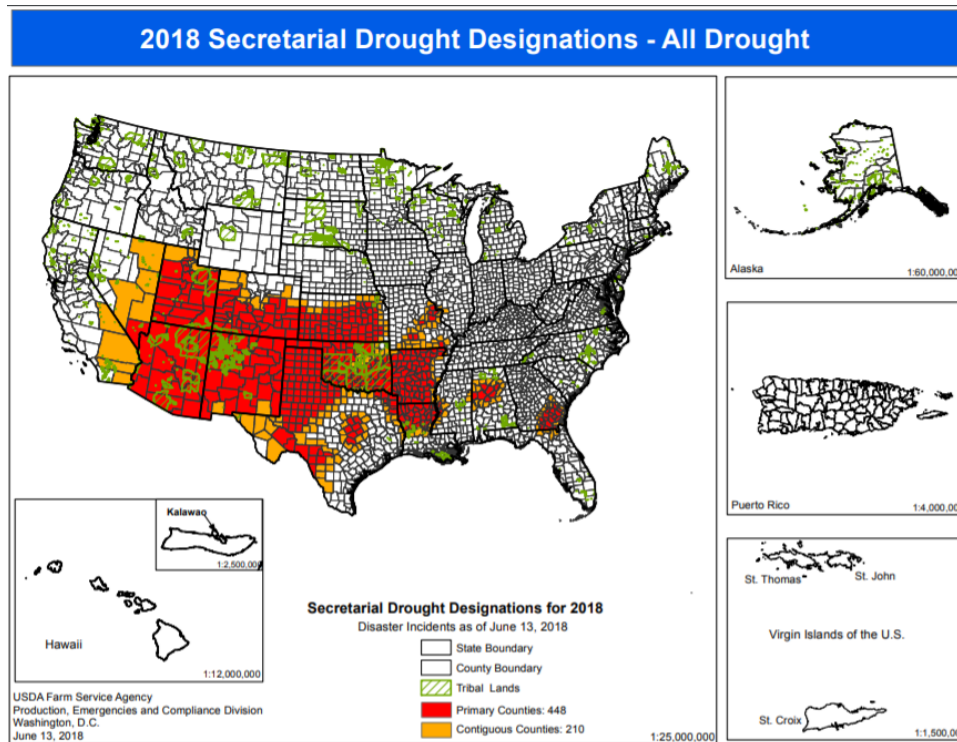 2018 Secretarial Drought Designations - All Drought
Alaska
1:60,000,00
Puerto Rico
1:4,000,00
Kalawao
1:2,500,00
Hawaii
1:12,000,000
St. Thomas
St. John
Virgin Islands of the U.S.
St. Croix
1:1,500,00
Secretarial Drought Designations for 2018
Disaster Incidents as of June 13, 2018
State Boundary
County Boundary
Tribal Lands
Primary Counties: 448
Contiguous Counties: 210
1:25,000,000
USDA Farm Service Agency
Production, Emergencies and Compliance Division
Washington, D.C.
June 13, 2018